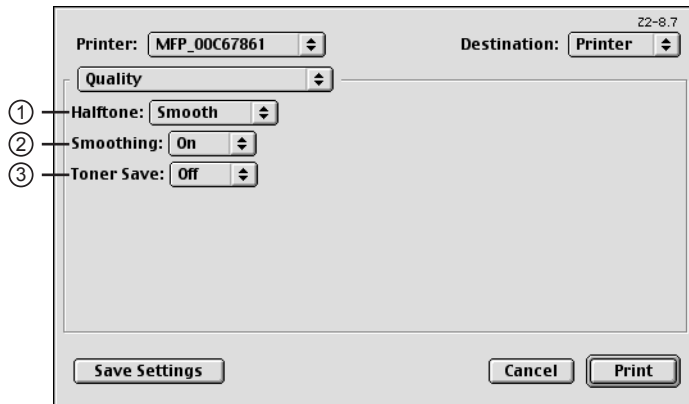 Z2-8.7
Printer: MFP_00C67861 Destination: Printer
Quality
1 Halftone: Smooth
2 Smoothing: On
3 Toner Save: Off
Save Settings Cancel Print